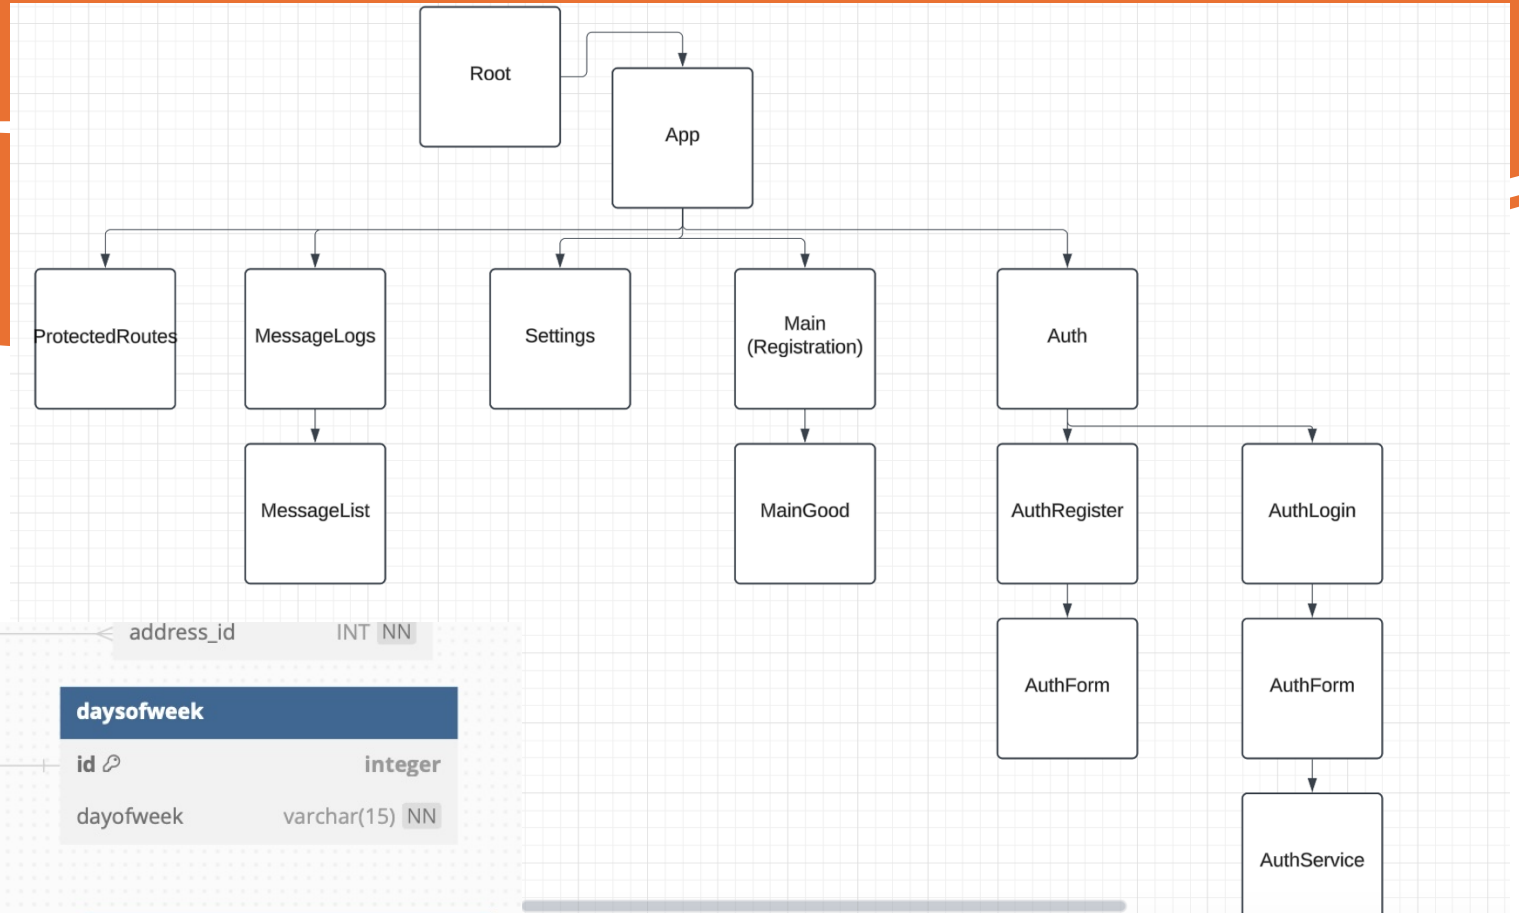 Root
App
ProtectedRoutes
MessageLogs
Settings
Main
(Registration)
Auth
MessageList
MainGood
AuthRegister
AuthLogin
AuthForm
AuthForm
AuthService
address_id INT NN
daysofweek
id integer
dayofweek varchar(15) NN